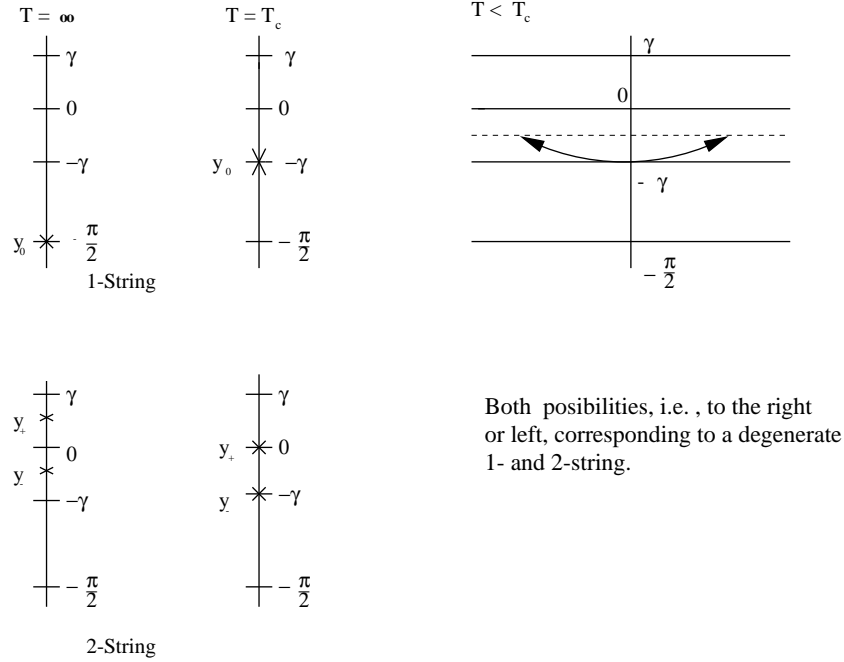 T = ∞
T = T_c
T < T_c
γ
0
−γ
y_0
- π/2
1-String
γ
0
y_0 −γ
− π/2
γ
0
- γ
− π/2
γ
y_+
0
y_-
−γ
− π/2
2-String
γ
y_+ 0
y_- −γ
− π/2
Both posibilities, i.e. , to the right
or left, corresponding to a degenerate
1- and 2-string.